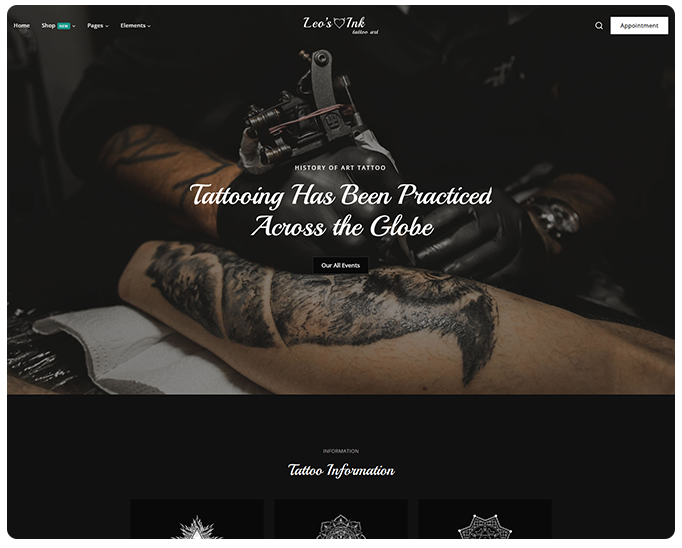 Home
Shop NEW
Pages
Elements
Leo's Ink
tattoo art
Appointment
HISTORY OF ART TATTOO
Tattooing Has Been Practiced
Across the Globe
Our All Events
INFORMATION
Tattoo Information